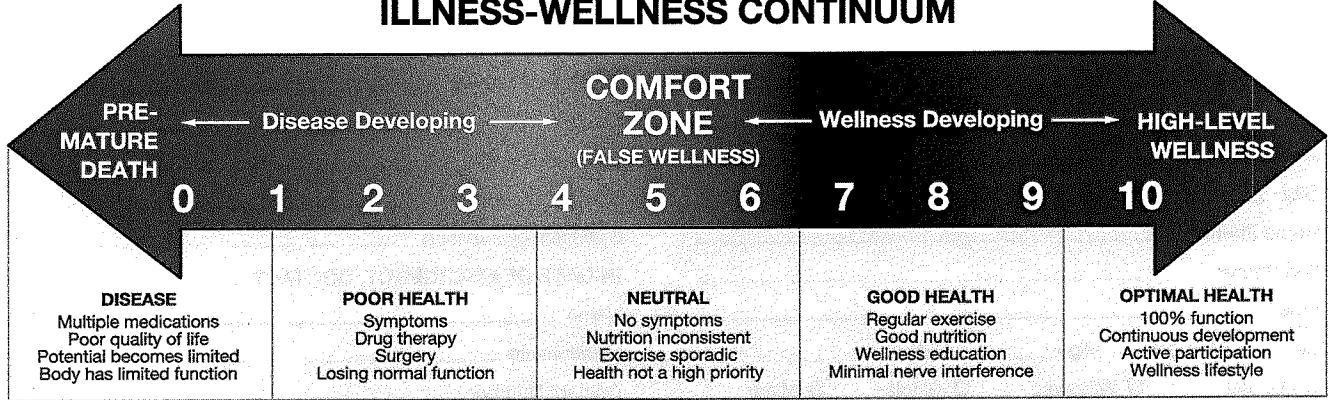 ILLNESS-WELLNESS CONTINUUM
PRE-
MATURE
DEATH
Disease Developing
COMFORT
ZONE
(FALSE WELLNESS)
Wellness Developing
HIGH-LEVEL
WELLNESS
0 1 2 3 4 5 6 7 8 9 10
DISEASE
Multiple medications
Poor quality of life
Potential becomes limited
Body has limited function
POOR HEALTH
Symptoms
Drug therapy
Surgery
Losing normal function
NEUTRAL
No symptoms
Nutrition inconsistent
Exercise sporadic
Health not a high priority
GOOD HEALTH
Regular exercise
Good nutrition
Wellness education
Minimal nerve interference
OPTIMAL HEALTH
100% function
Continuous development
Active participation
Wellness lifestyle